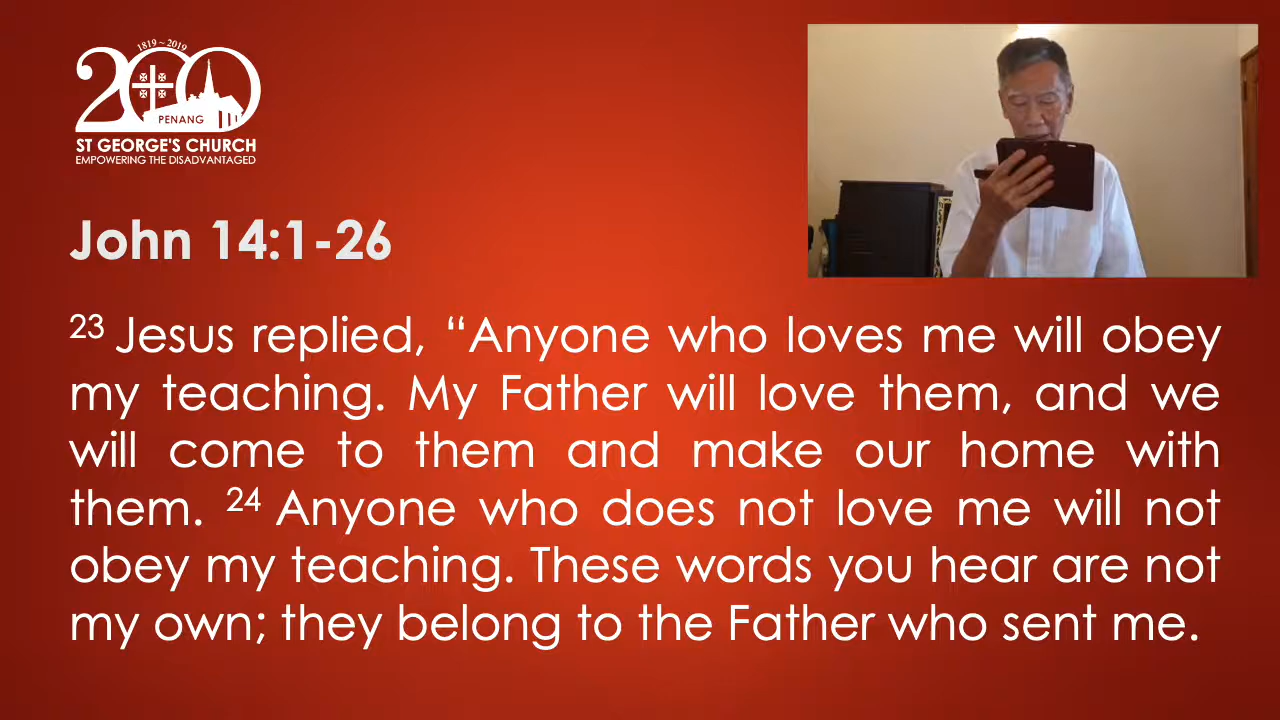 1819 ~ 2019
200
PENANG
ST GEORGE'S CHURCH
EMPOWERING THE DISADVANTAGED
John 14:1-26
23 Jesus replied, “Anyone who loves me will obey
my teaching. My Father will love them, and we
will come to them and make our home with
them. 24 Anyone who does not love me will not
obey my teaching. These words you hear are not
my own; they belong to the Father who sent me.